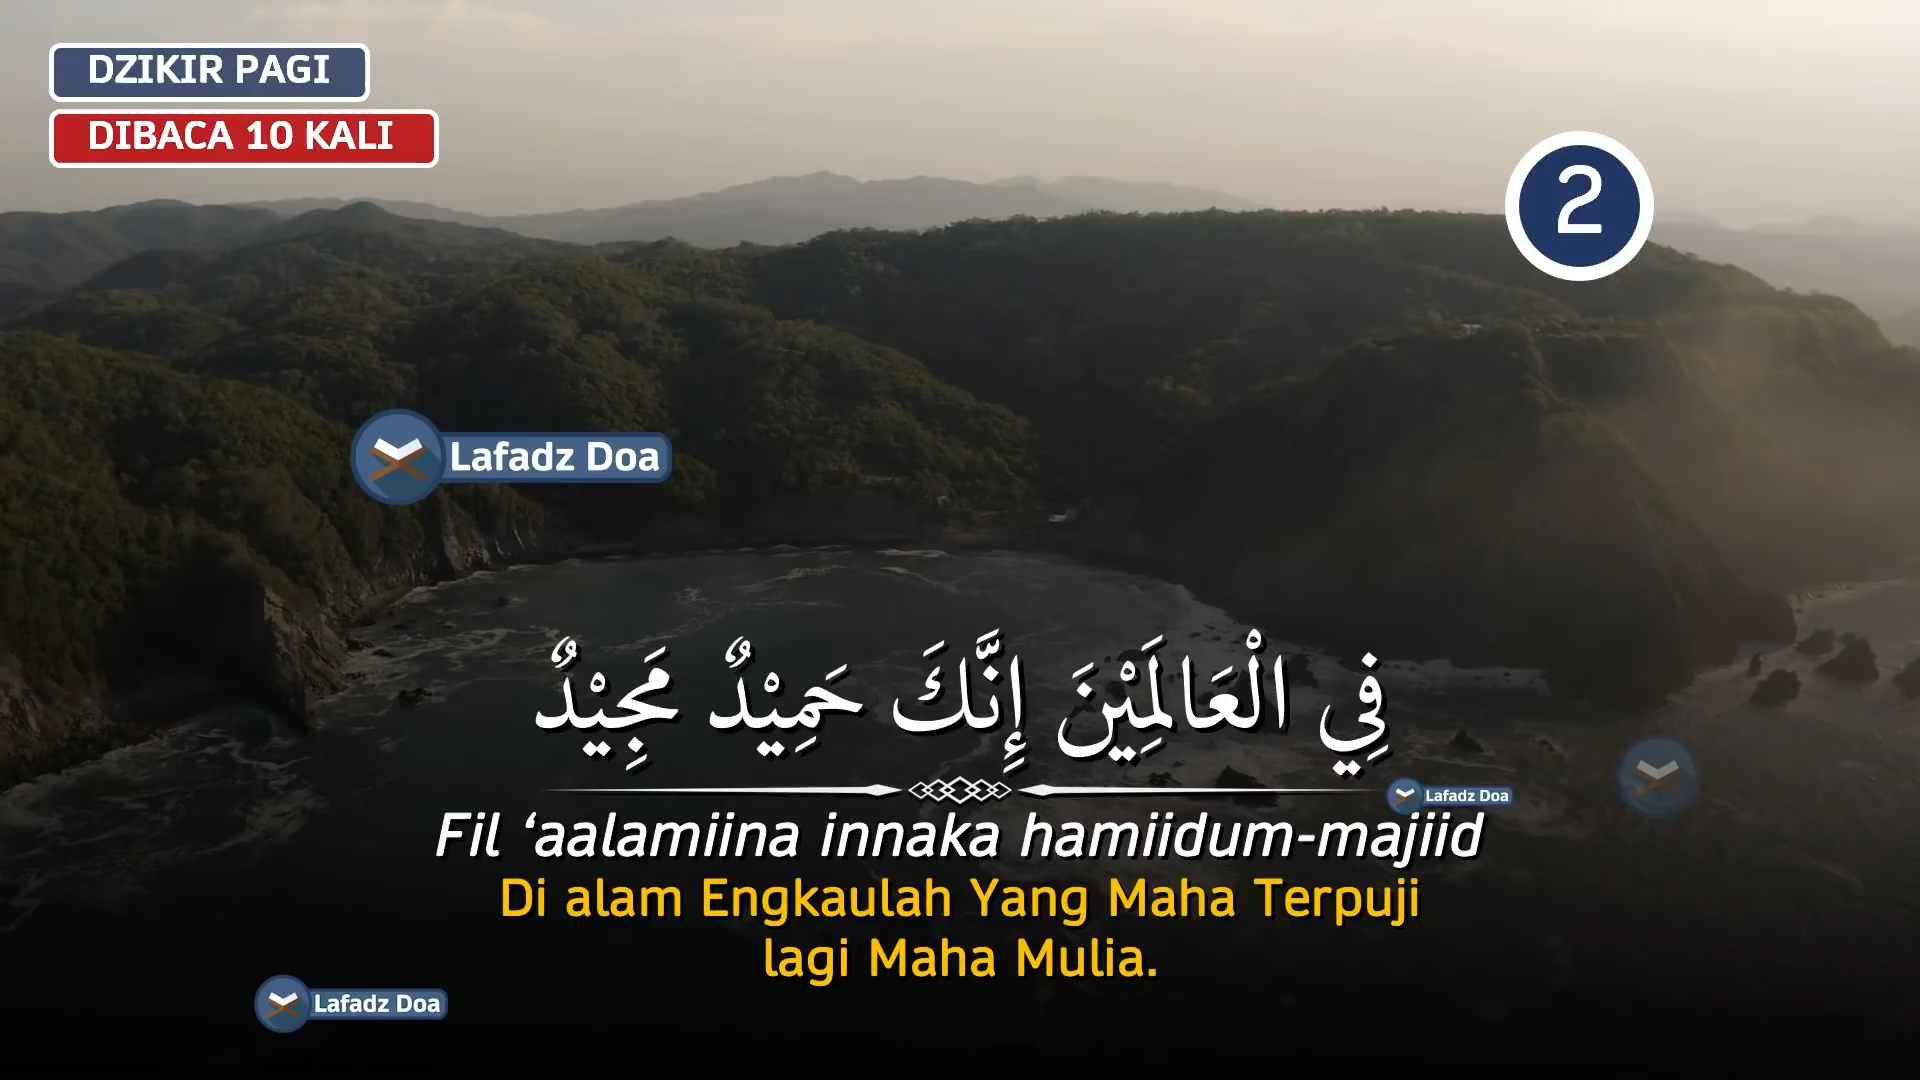 DZIKIR PAGI
DIBACA 10 KALI
2
Lafadz Doa
فِي الْعَالَمِيْنَ إِنَّكَ حَمِيْدٌ مَجِيْدٌ
Lafadz Doa
Fil ‘aalamiina innaka hamiidum-majiid
Di alam Engkaulah Yang Maha Terpuji
lagi Maha Mulia.
Lafadz Doa